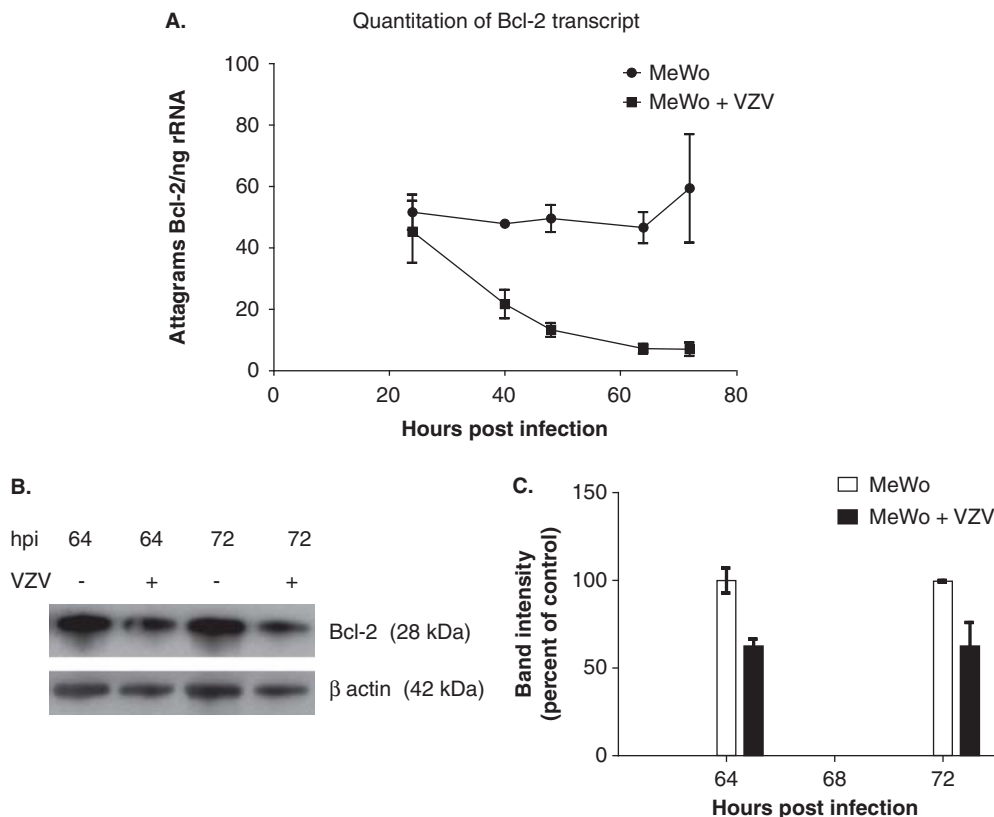 A.
Quantitation of Bcl-2 transcript
MeWo
MeWo + VZV
Attagrams Bcl-2/ng rRNA
100
80
60
40
20
0
0 20 40 60 80
Hours post infection
B.
hpi 64 64 72 72
VZV - + - +
Bcl-2 (28 kDa)
β actin (42 kDa)
C.
MeWo
MeWo + VZV
Band intensity
(percent of control)
150
100
50
0
64 68 72
Hours post infection